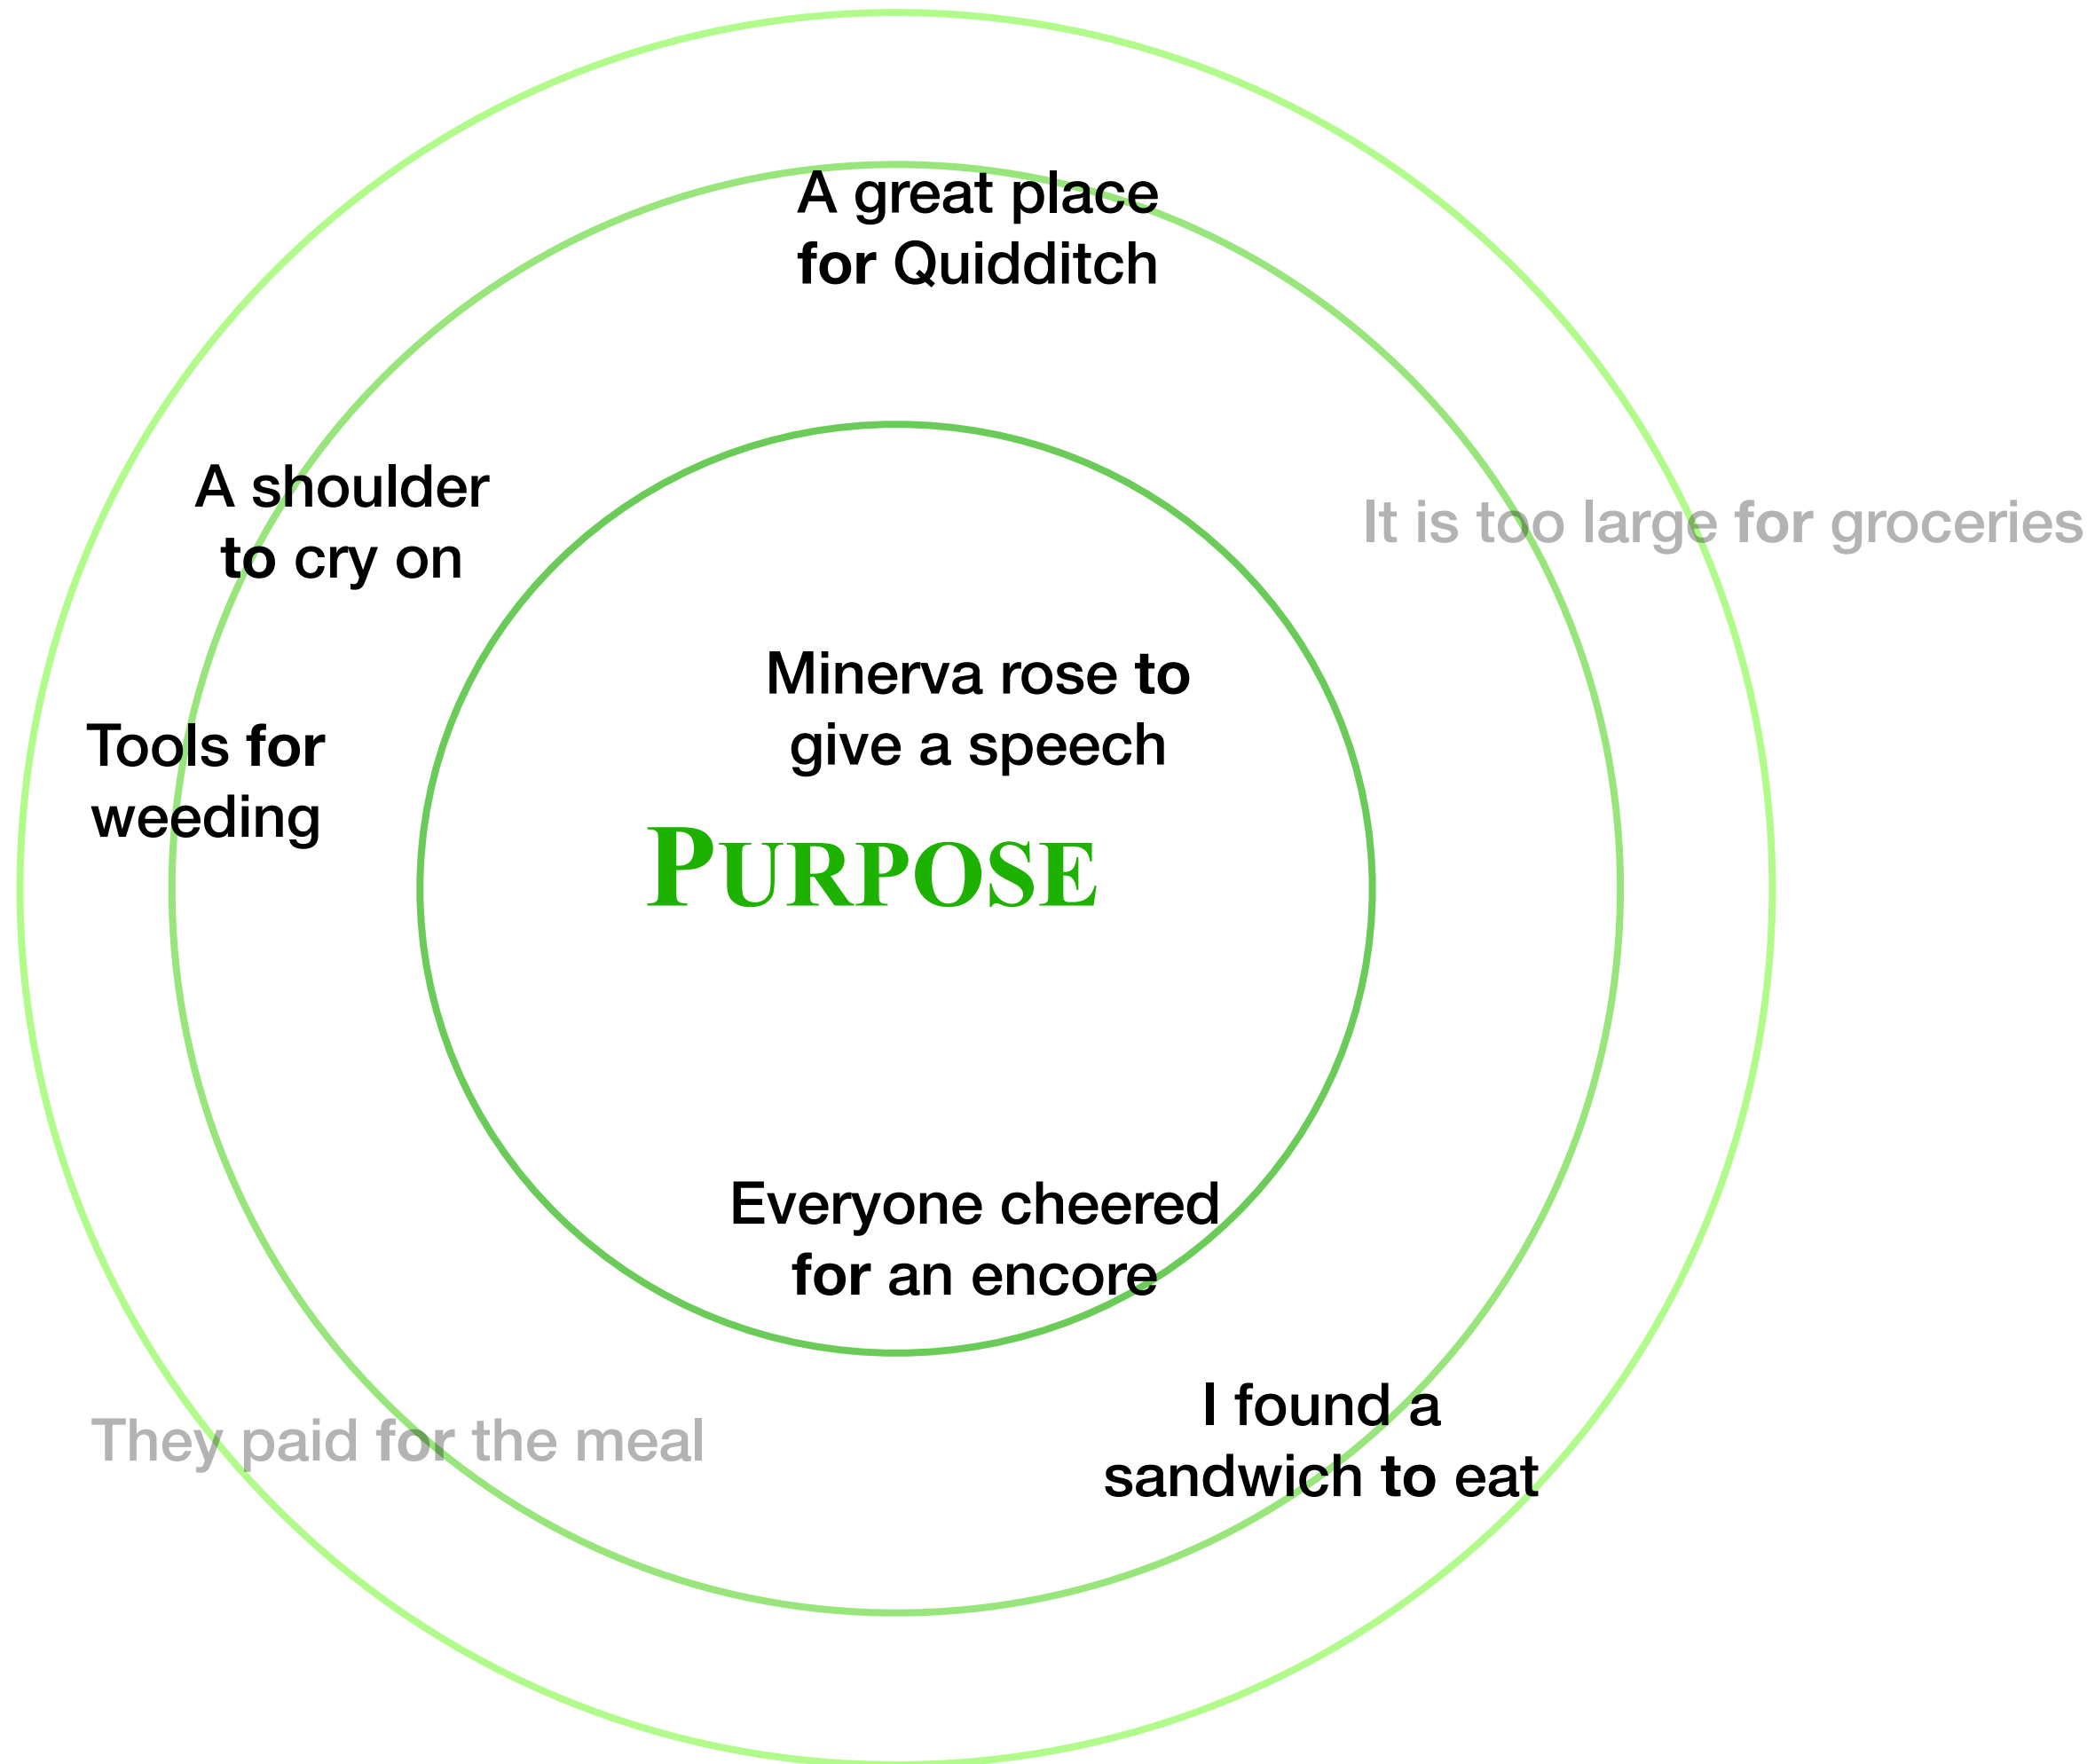 A great place
for Quidditch
A shoulder
to cry on
It is too large for groceries
Minerva rose to
give a speech
Tools for
weeding
PURPOSE
Everyone cheered
for an encore
I found a
sandwich to eat
They paid for the meal